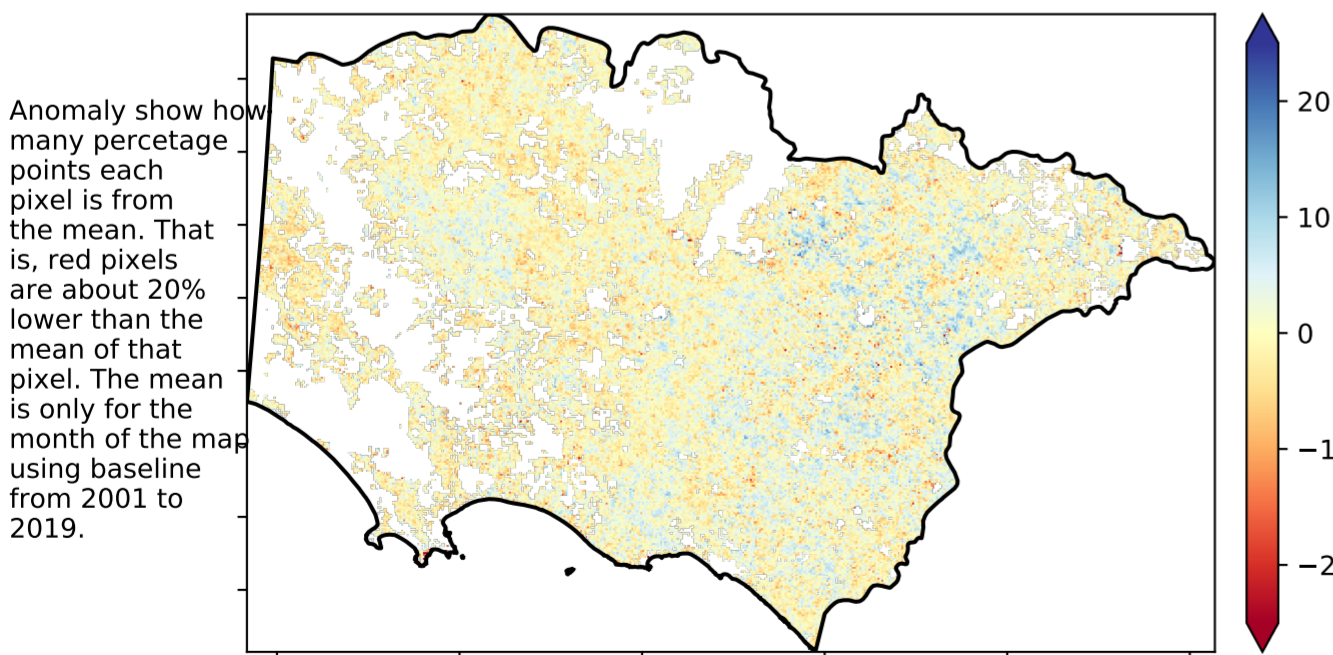 Anomaly show how
many percetage
points each
pixel is from
the mean. That
is, red pixels
are about 20%
lower than the
mean of that
pixel. The mean
is only for the
month of the map
using baseline
from 2001 to
2019.
20
10
0
−1
−2